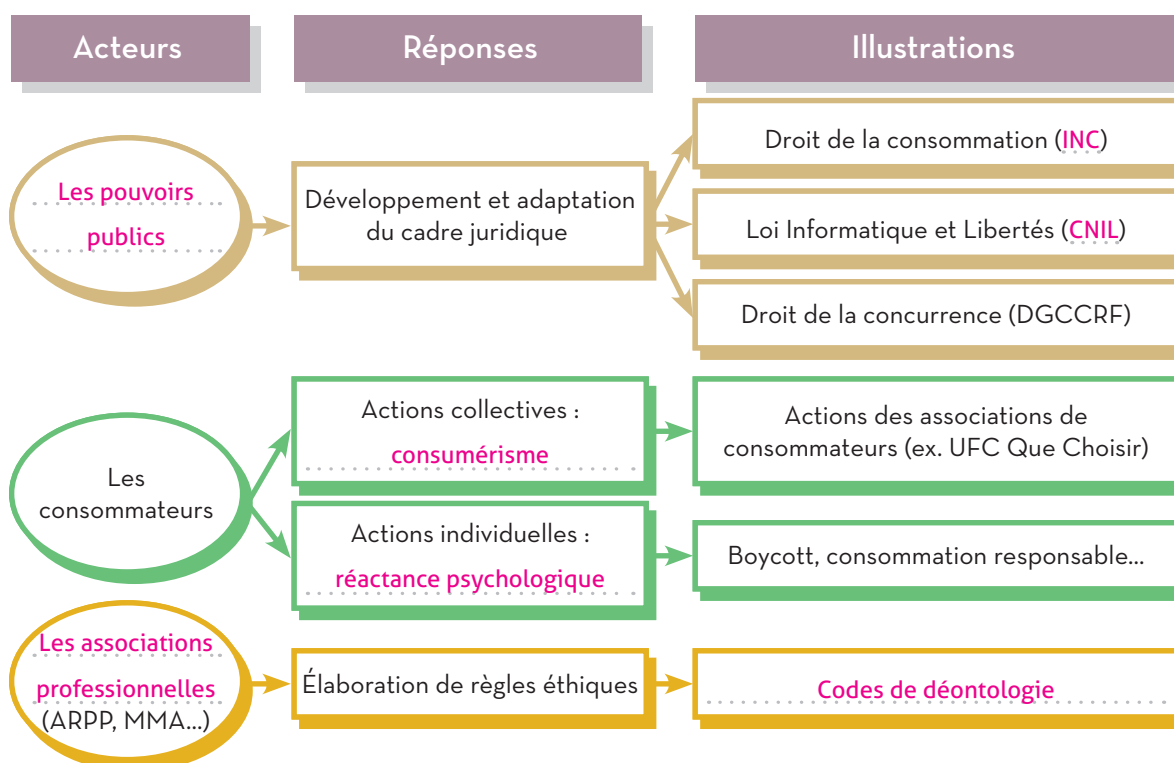 Acteurs
Réponses
Illustrations
Les pouvoirs
publics
Développement et adaptation
du cadre juridique
Droit de la consommation (INC)
Loi Informatique et Libertés (CNIL)
Droit de la concurrence (DGCCRF)
Les
consommateurs
Actions collectives :
consumérisme
Actions des associations de
consommateurs (ex. UFC Que Choisir)
Actions individuelles :
réactance psychologique
Boycott, consommation responsable...
Les associations
professionnelles
(ARPP, MMA...)
Élaboration de règles éthiques
Codes de déontologie